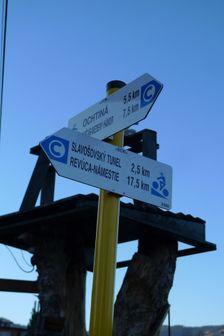 OCHTINÁ 5,5 km
7,5 km
C
C
SLAVOŠOVSKÝ TUNEL 2,5 km
REVÚCA-NÁMESTIE 17,5 km